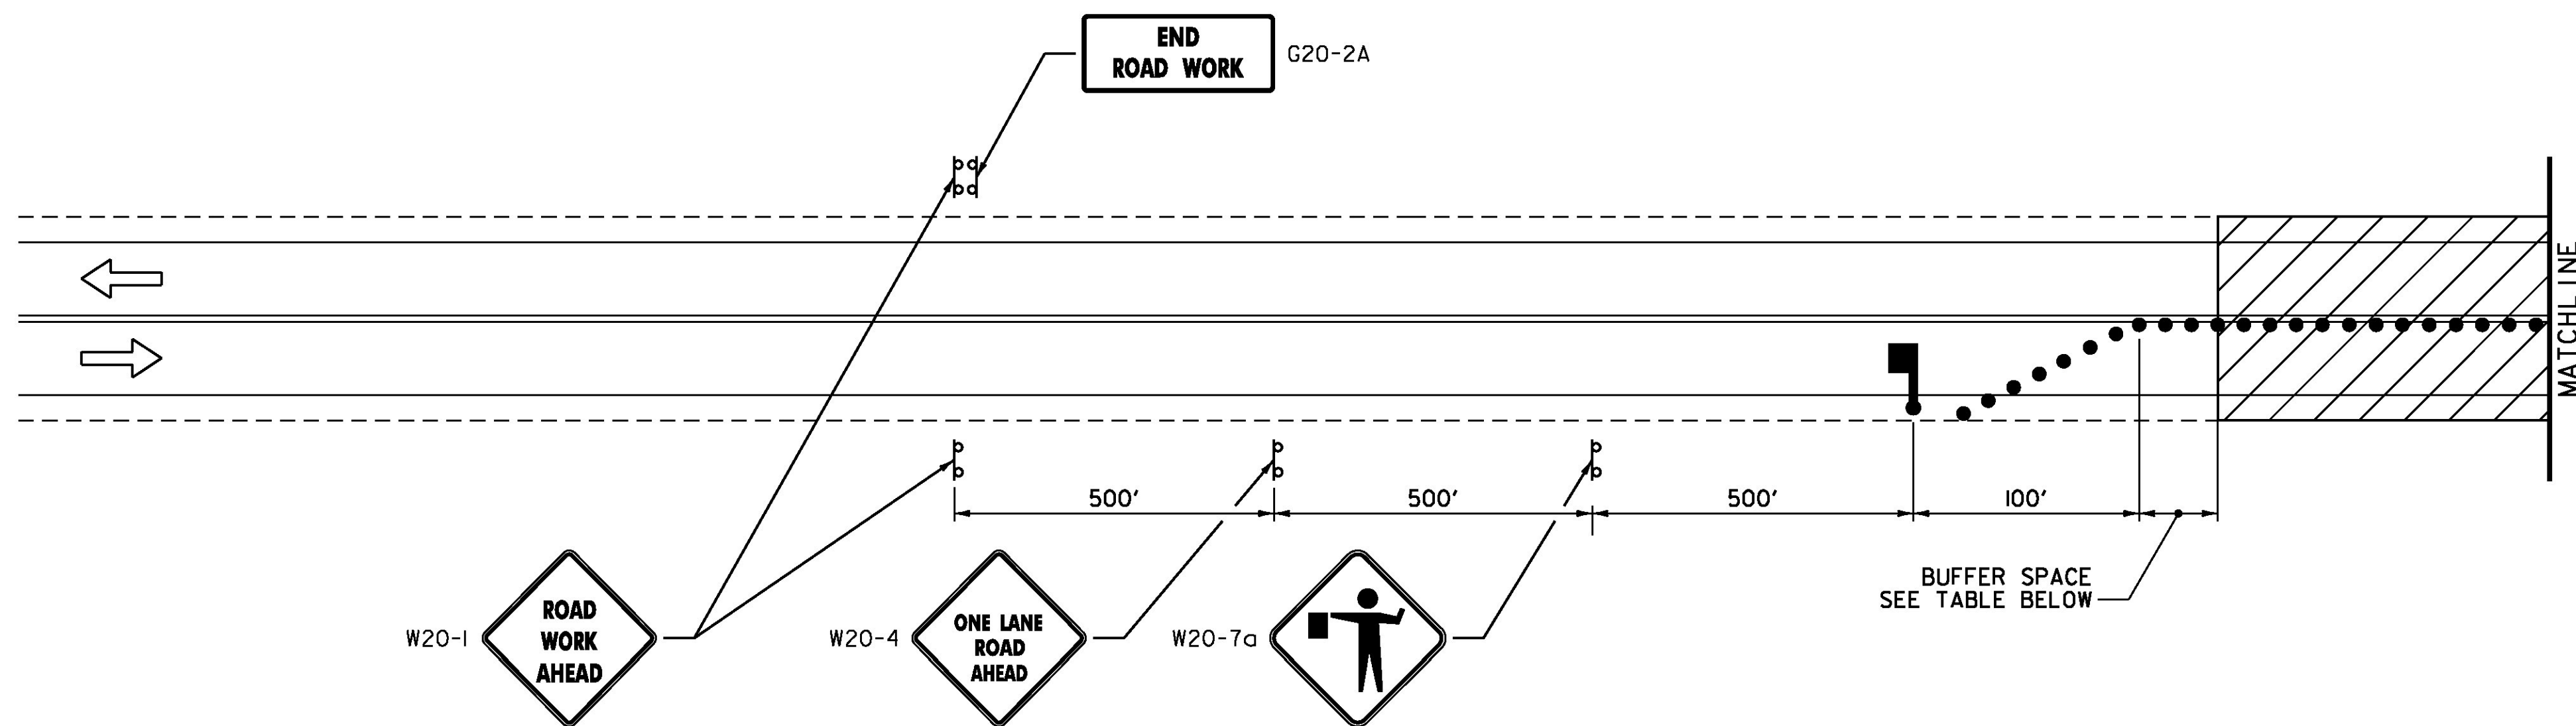 END
ROAD WORK
G20-2A
MATCHLINE
500'
500'
500'
100'
BUFFER SPACE
SEE TABLE BELOW
W20-1
ROAD
WORK
AHEAD
W20-4
ONE LANE
ROAD
AHEAD
W20-7a